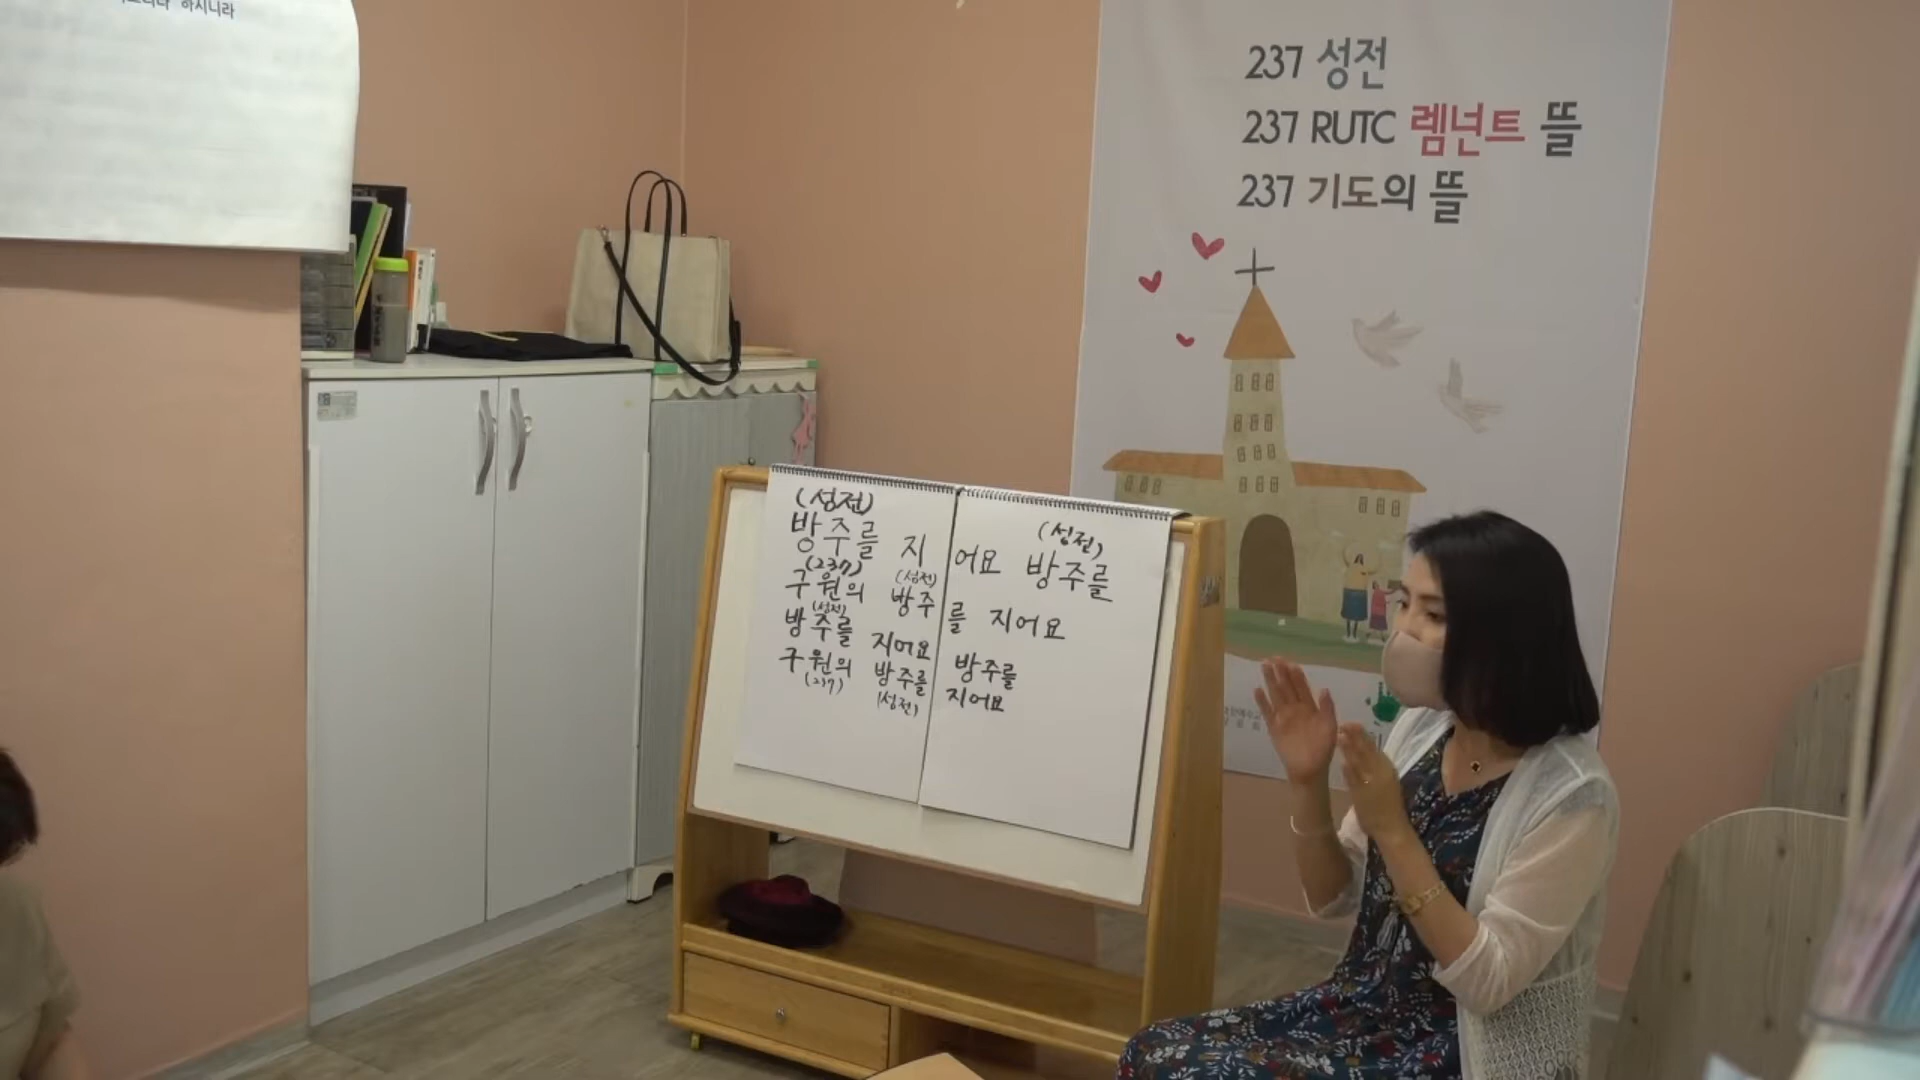 하시니라
237 성전
237 RUTC 렘넌트 뜰
237 기도의 뜰
(성전) (성전)
방주를 지어요 방주를
(237) (성전)
구원의 방주를 지어요
(성전)
방주를 지어요 방주를
구원의 방주를 지어요
(237) (성전)